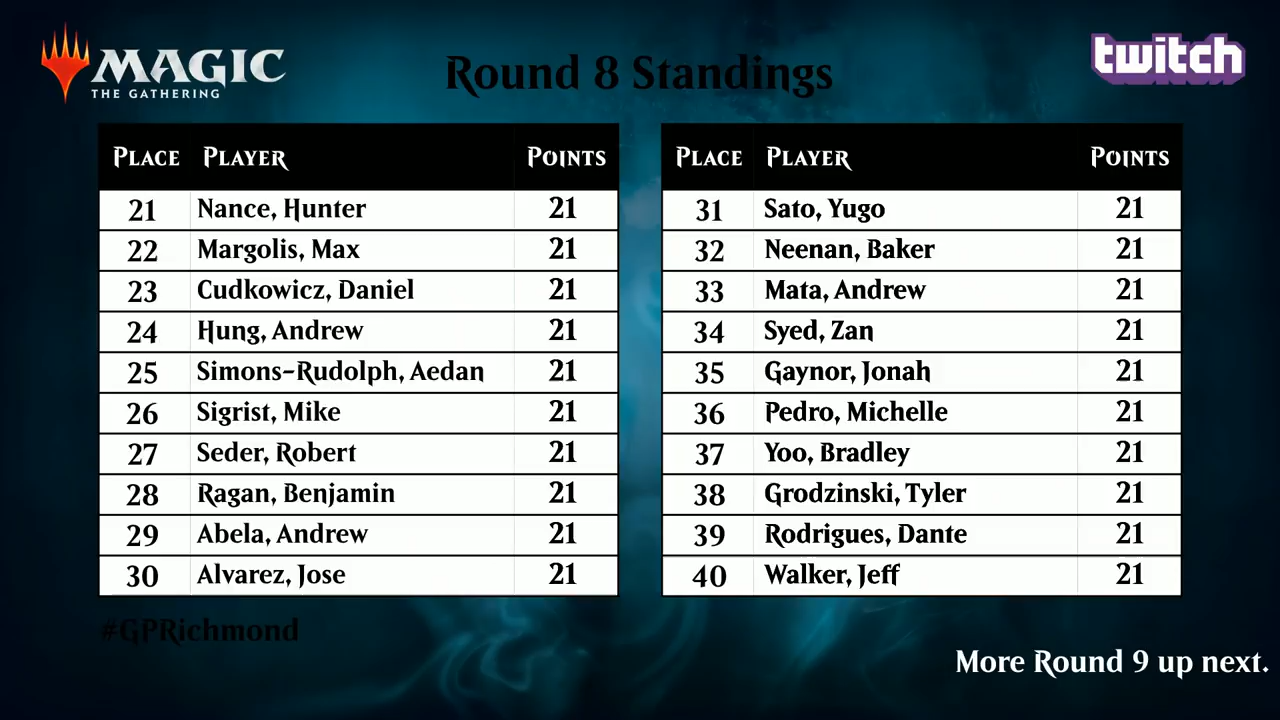 MAGIC
THE GATHERING
Round 8 Standings
twitch
PLACE PLAYER POINTS
21 Nance, Hunter 21
22 Margolis, Max 21
23 Cudkowicz, Daniel 21
24 Hung, Andrew 21
25 Simons-Rudolph, Aedan 21
26 Sigrist, Mike 21
27 Seder, Robert 21
28 Ragan, Benjamin 21
29 Abela, Andrew 21
30 Alvarez, Jose 21
PLACE PLAYER POINTS
31 Sato, Yugo 21
32 Neenan, Baker 21
33 Mata, Andrew 21
34 Syed, Zan 21
35 Gaynor, Jonah 21
36 Pedro, Michelle 21
37 Yoo, Bradley 21
38 Grodzinski, Tyler 21
39 Rodrigues, Dante 21
40 Walker, Jeff 21
#GPRichmond
More Round 9 up next.